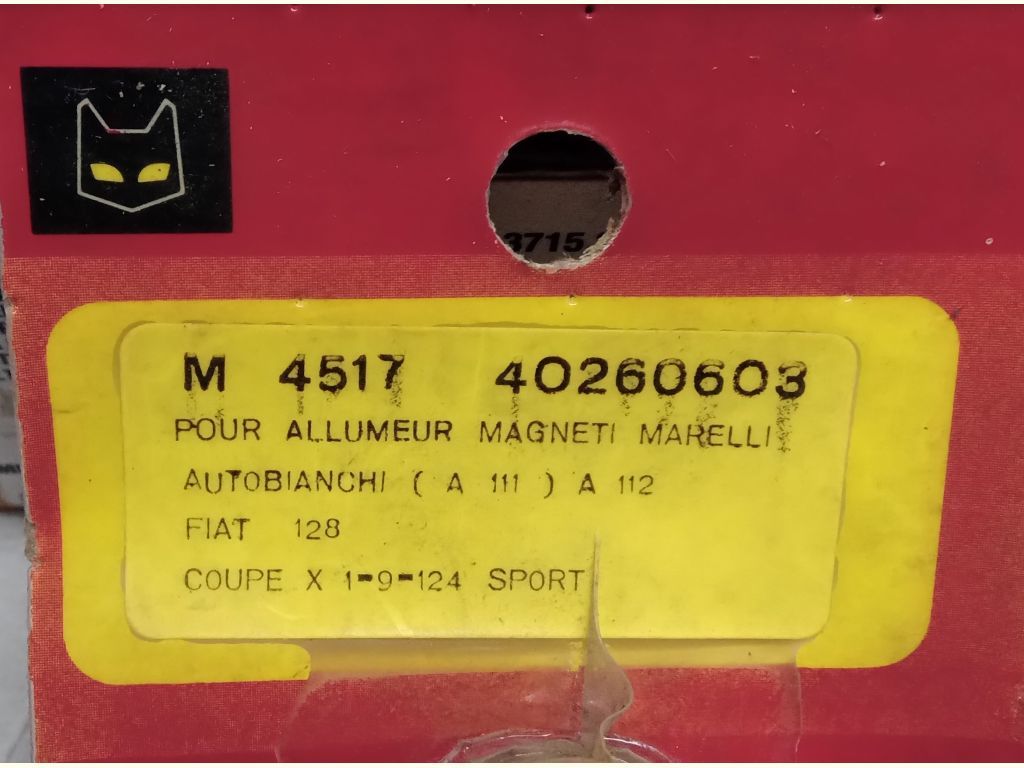 3715
M 4517 40260603
POUR ALLUMEUR MAGNETI MARELLI
AUTOBIANCHI ( A 111 ) A 112
FIAT 128
COUPE X 1-9-124 SPORT